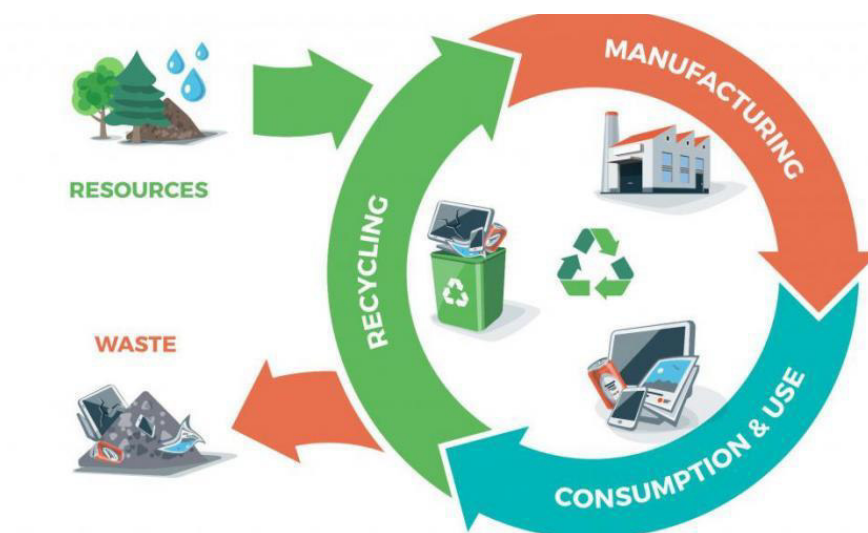 RESOURCES
MANUFACTURING
RECYCLING
WASTE
CONSUMPTION & USE